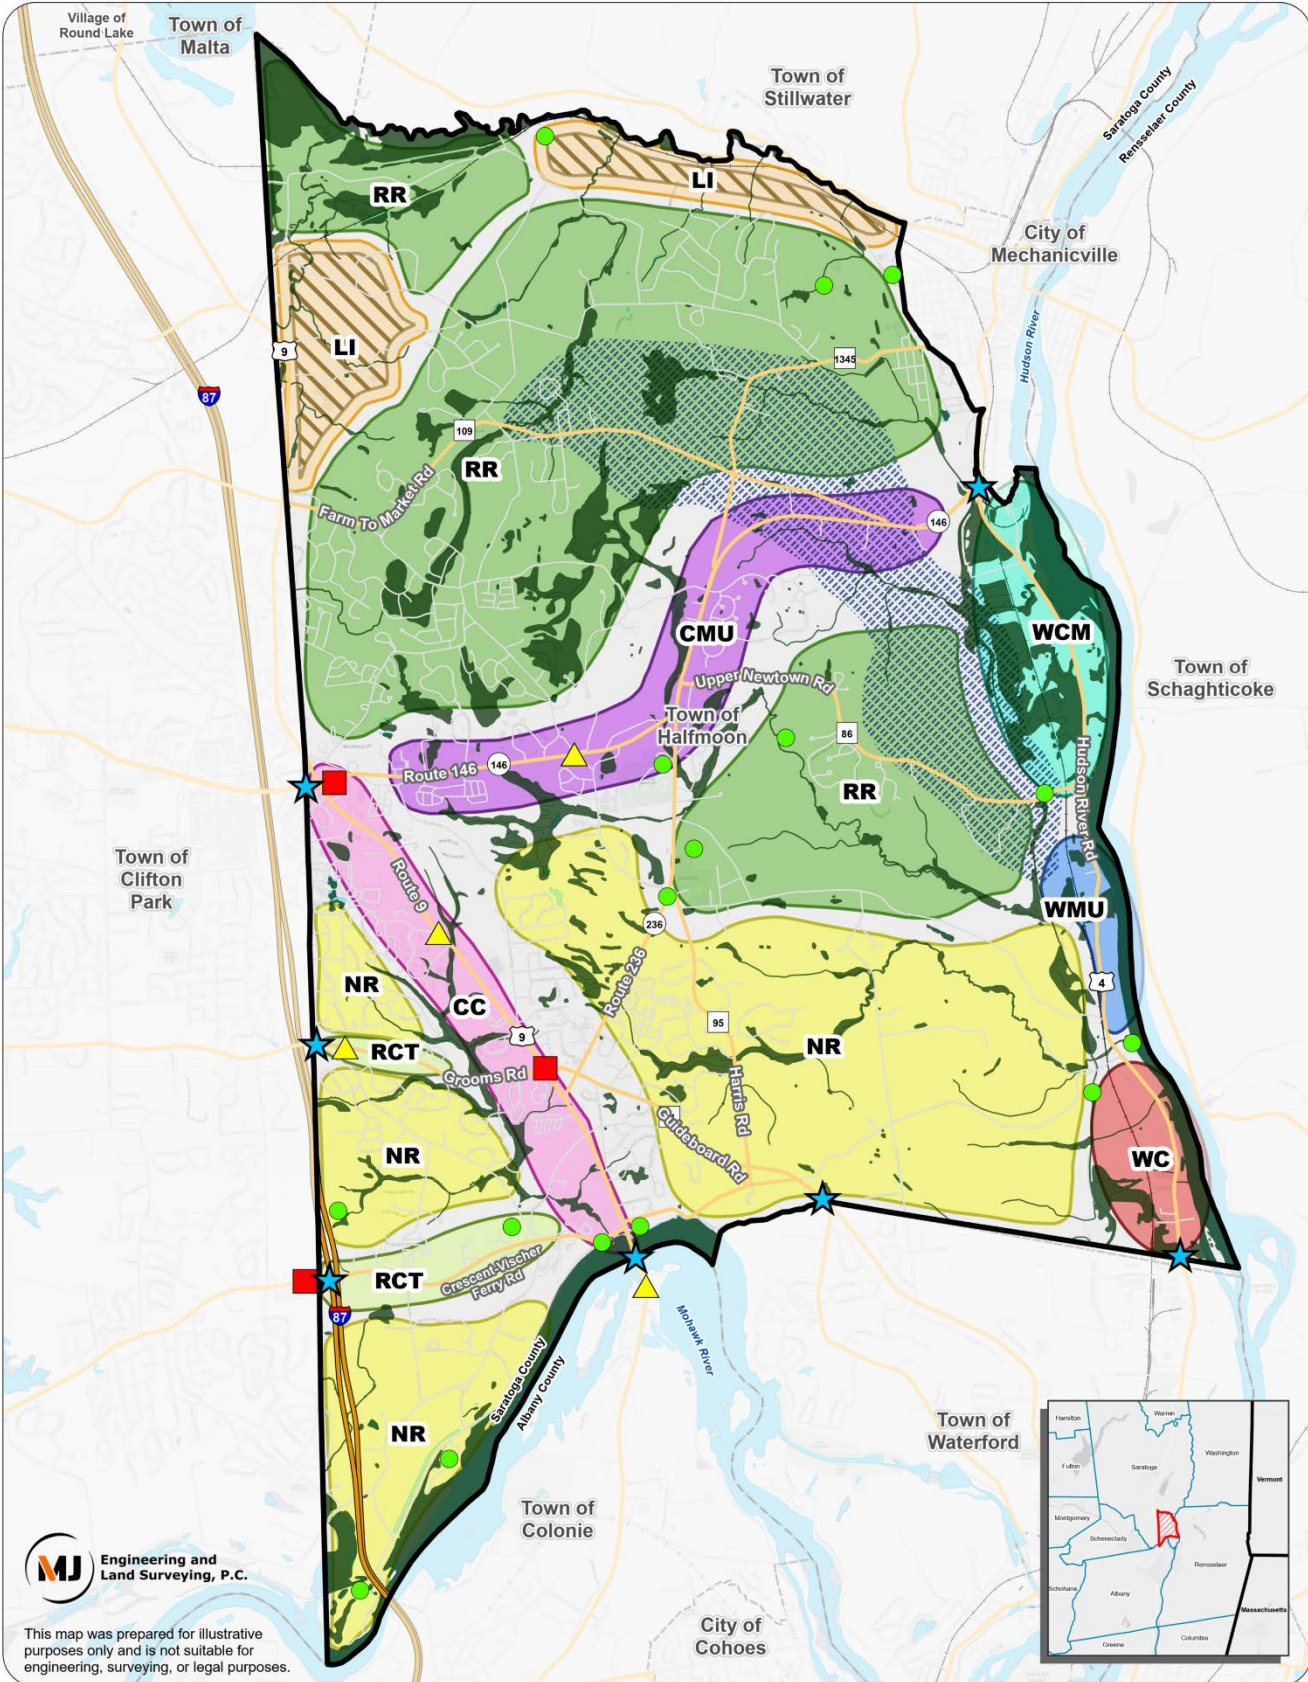 Village of
Round Lake
Town of
Malta
Town of
Stillwater
Saratoga County
Rensselaer County
RR
LI
City of
Mechanicville
Hudson River
9
LI
1345
87
109
RR
Farm To Market Rd
146
CMU
WCM
Upper Newtown Rd
Town of
Schaghticoke
Town of
Halfmoon
86
Route 146
146
RR
Hudson River Rd
Town of
Clifton
Park
Route 9
WMU
236
Route 236
NR
4
CC
95
9
NR
RCT
Grooms Rd
Harris Rd
Guideboard Rd
NR
WC
RCT
Crescent-Vischer
Ferry Rd
87
Mohawk River
Saratoga County
Albany County
NR
Town of
Waterford
Town of
Colonie
City of
Cohoes
MJ
Engineering and
Land Surveying, P.C.
This map was prepared for illustrative
purposes only and is not suitable for
engineering, surveying, or legal purposes.
Hamilton
Warren
Washington
Fulton
Saratoga
Vermont
Montgomery
Schenectady
Rensselaer
Schoharie
Albany
Massachusetts
Greene
Columbia